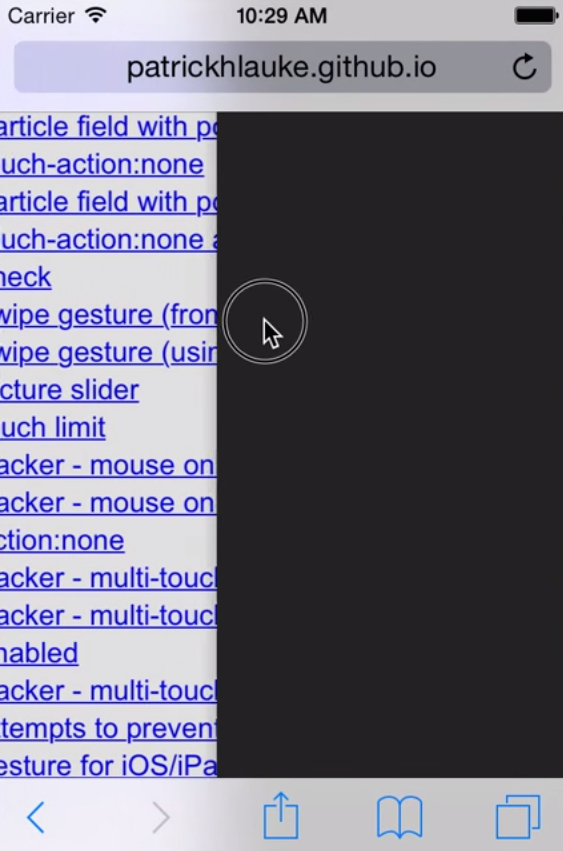 Carrier 10:29 AM
patrickhlauke.github.io
article field with po
uch-action:none
article field with po
uch-action:none a
heck
wipe gesture (from
wipe gesture (usin
cture slider
uch limit
acker - mouse on
acker - mouse on
ction:none
acker - multi-touch
acker - multi-touch
nabled
acker - multi-touch
ttempts to prevent
esture for iOS/iPa